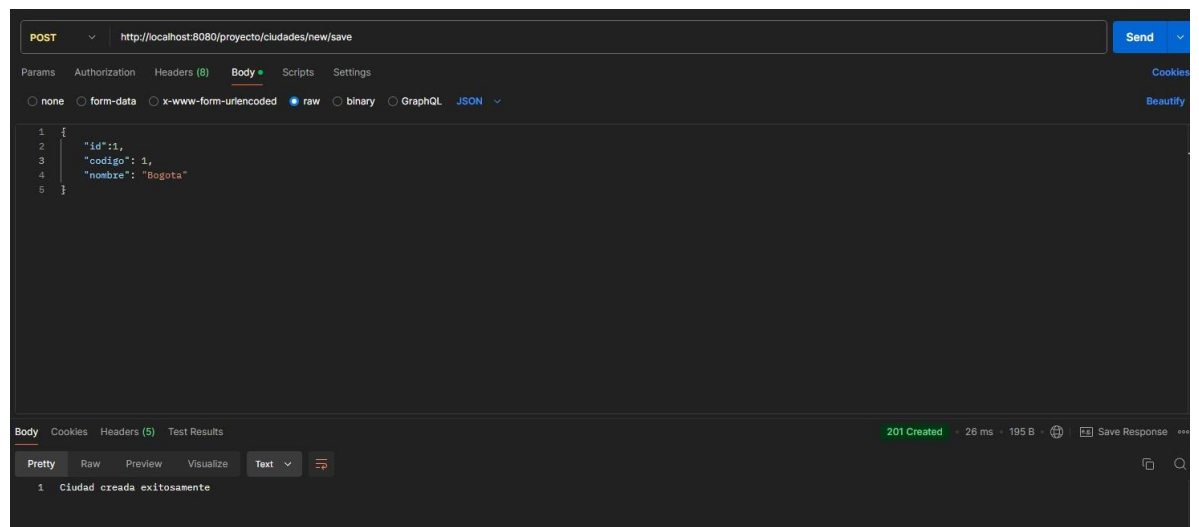 POST http://localhost:8080/proyecto/ciudades/new/save Send
Params Authorization Headers (8) Body Scripts Settings Cookies
none form-data x-www-form-urlencoded raw binary GraphQL JSON Beautify
1 {
2 "id":1,
3 "codigo": 1,
4 "nombre": "Bogota"
5 }
Body Cookies Headers (5) Test Results 201 Created 26 ms 195 B e.g. Save Response
Pretty Raw Preview Visualize Text
1 Ciudad creada exitosamente